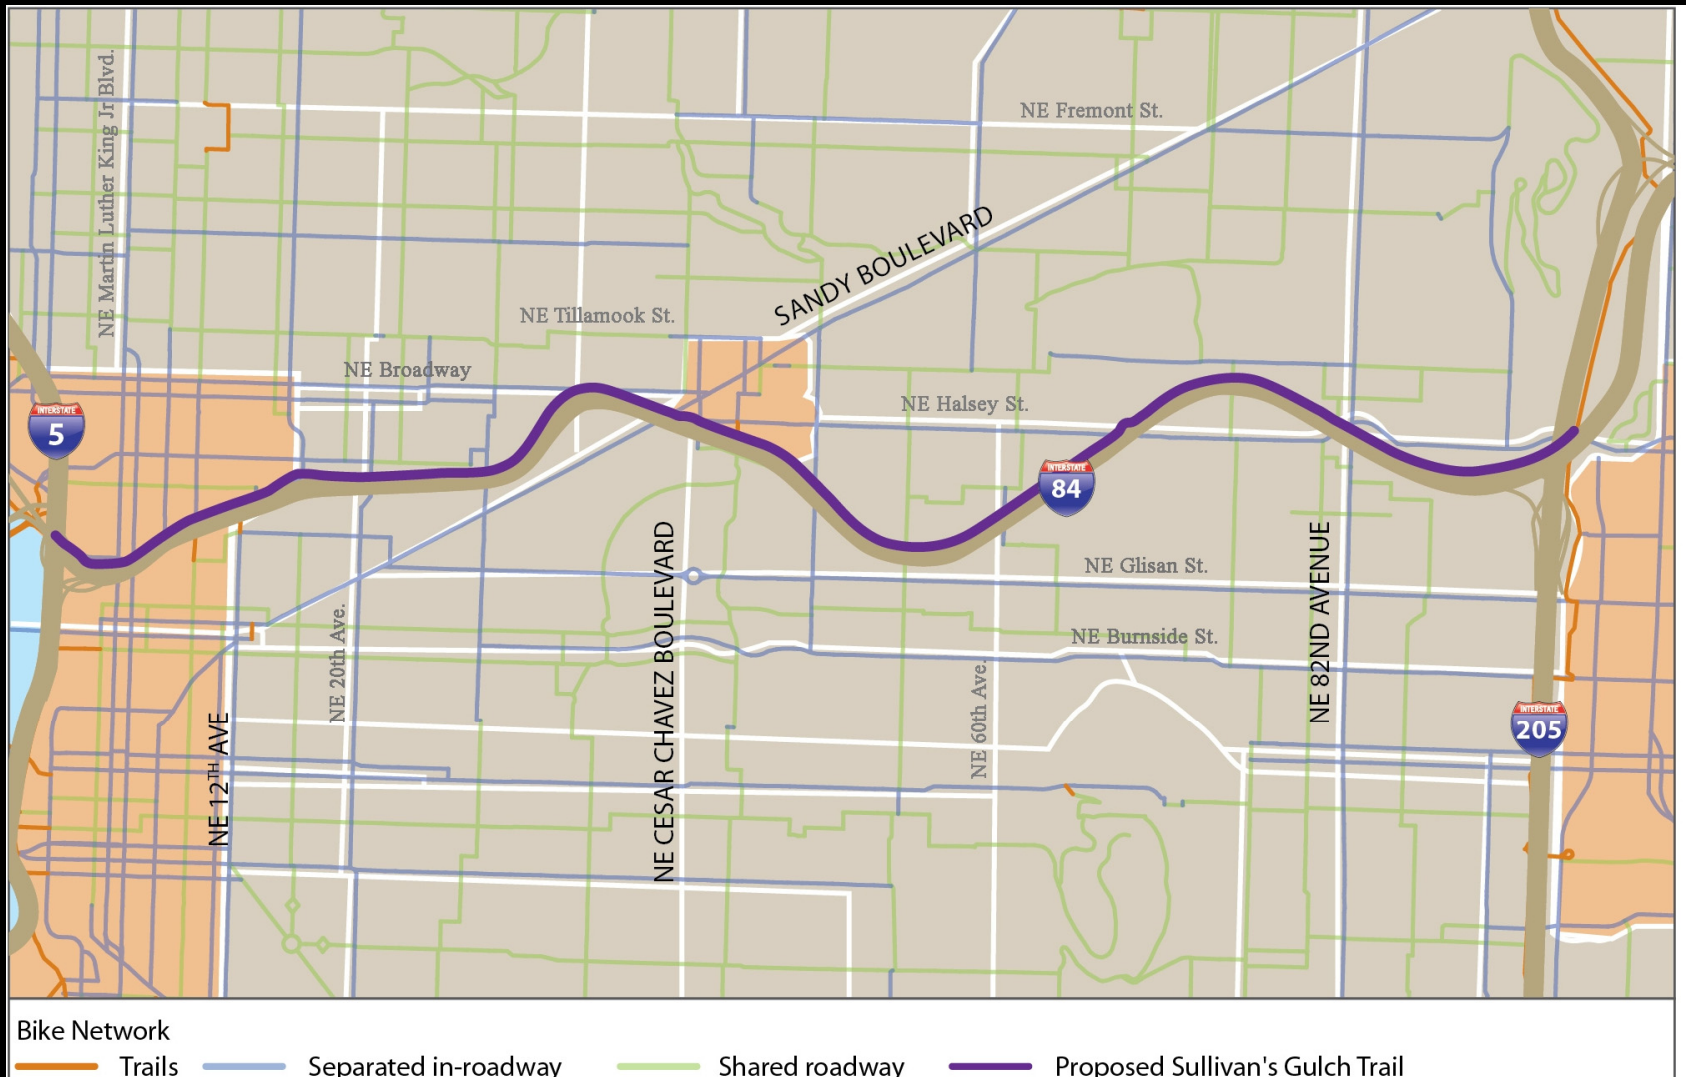 NE Martin Luther King Jr Blvd.
NE Fremont St.
SANDY BOULEVARD
NE Tillamook St.
NE Broadway
NE Halsey St.
INTERSTATE
5
INTERSTATE
84
NE CESAR CHAVEZ BOULEVARD
NE 82ND AVENUE
NE Glisan St.
NE 20th Ave.
NE Burnside St.
NE 60th Ave.
NE 12TH AVE
INTERSTATE
205
Bike Network
Trails Separated in-roadway Shared roadway Proposed Sullivan's Gulch Trail